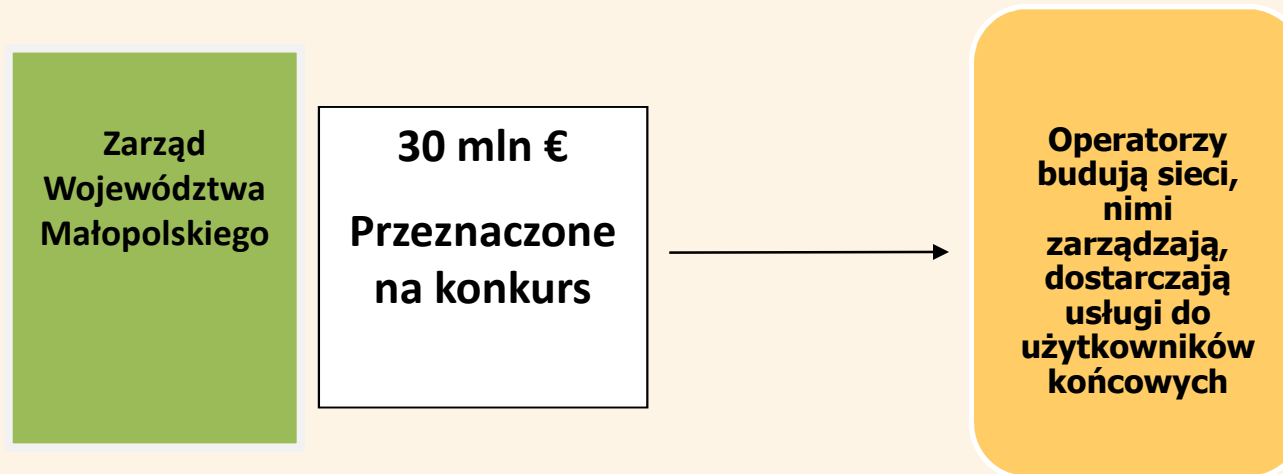 Zarząd
Województwa
Małopolskiego
30 mln €
Przeznaczone
na konkurs
Operatorzy
budują sieci,
nimi
zarządzają,
dostarczają
usługi do
użytkowników
końcowych